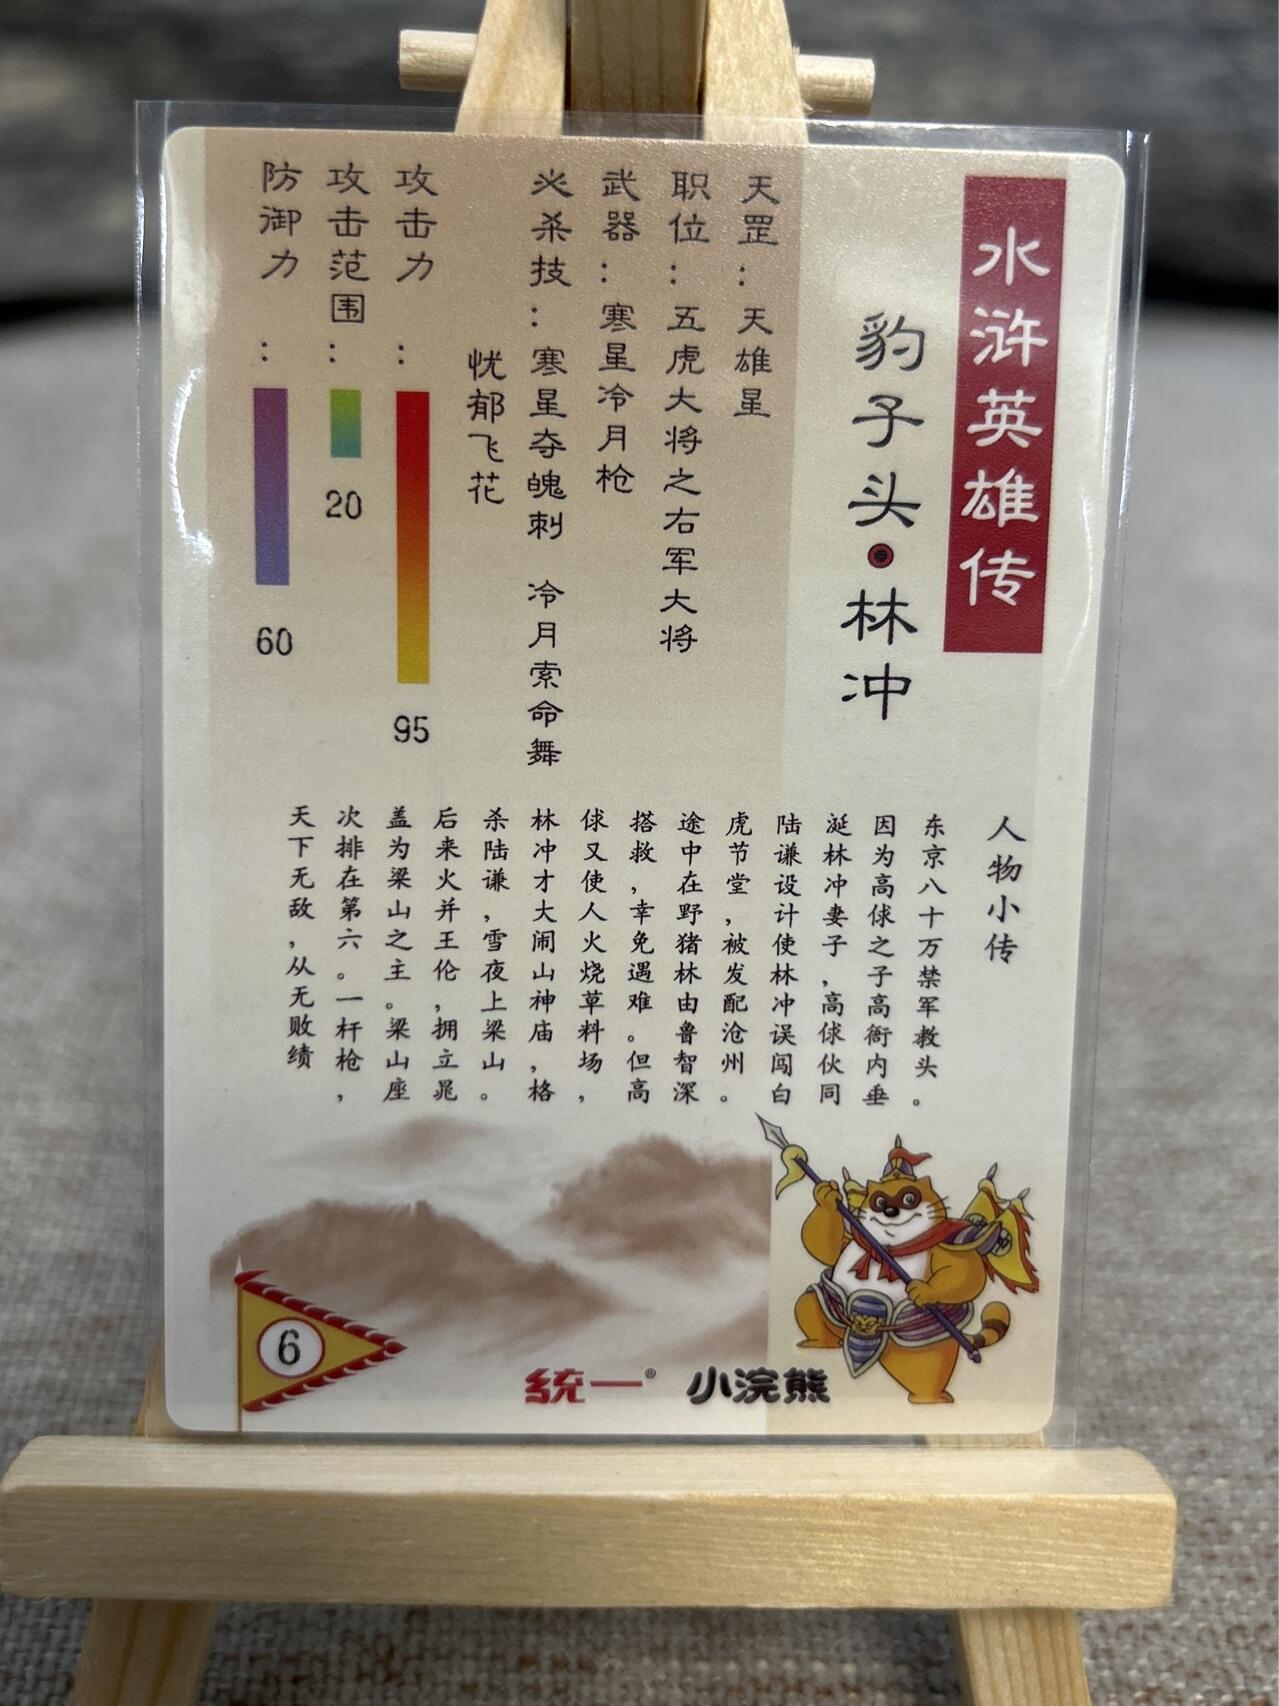 水浒英雄传
豹子头·林冲
天罡：天雄星
职位：五虎大将之右军大将
武器：寒星冷月枪
必杀技：寒星夺魄刺 冷月索命舞
忧郁飞花
攻击力：95
攻击范围：20
防御力：60
人物小传
东京八十万禁军教头。
因为高俅之子高衙内垂
涎林冲妻子，高俅伙同
陆谦设计使林冲误闯白
虎节堂，被发配沧州。
途中在野猪林由鲁智深
搭救，幸免遇难。但高
俅又使人火烧草料场，
林冲才大闹山神庙，格
杀陆谦，雪夜上梁山。
后来火并王伦，拥立晁
盖为梁山之主。梁山座
次排在第六。一杆枪，
天下无敌，从无败绩
6
统一® 小浣熊